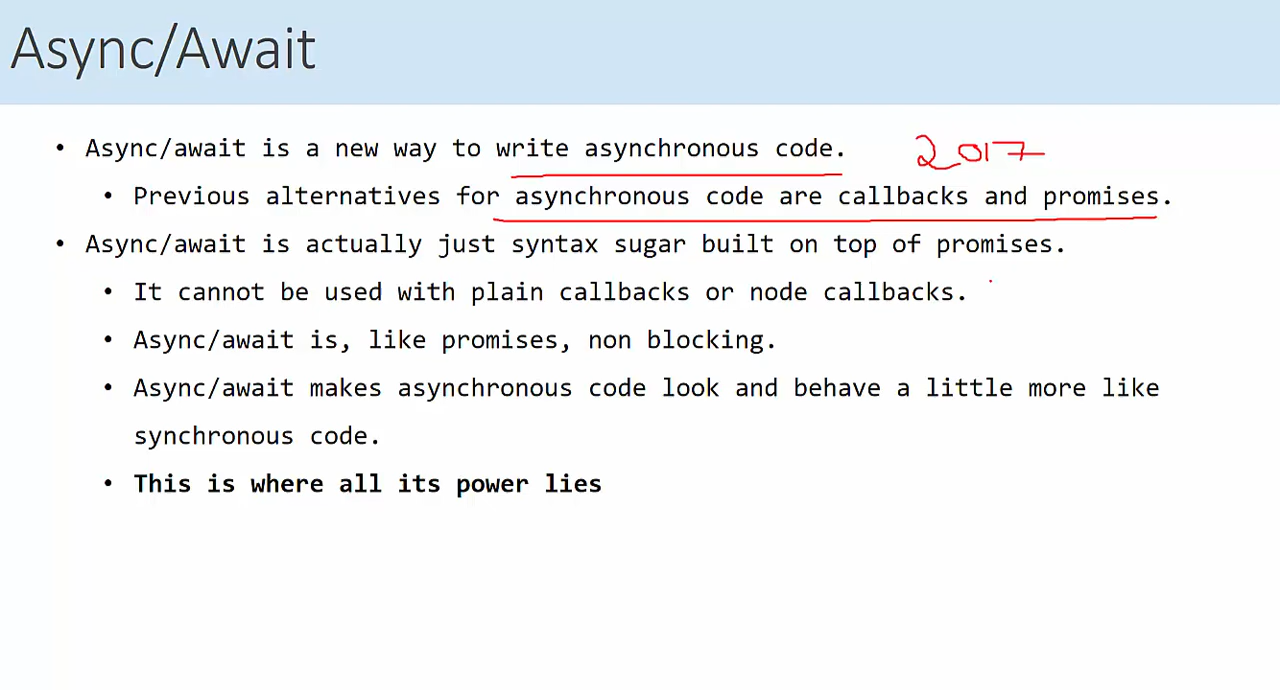 Async/Await
• Async/await is a new way to write asynchronous code. 2017
• Previous alternatives for asynchronous code are callbacks and promises.
• Async/await is actually just syntax sugar built on top of promises.
• It cannot be used with plain callbacks or node callbacks.
• Async/await is, like promises, non blocking.
• Async/await makes asynchronous code look and behave a little more like
synchronous code.
• This is where all its power lies